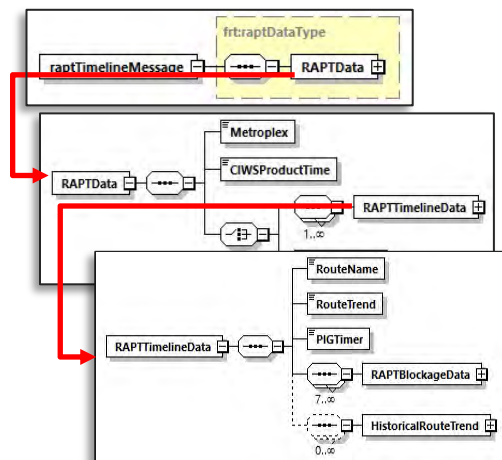 frt:raptDataType
raptTimelineMessage
RAPTData
Metroplex
CIWSProductTime
RAPTData
RAPTTimelineData
1..∞
RouteName
RouteTrend
PIGTimer
RAPTTimelineData
RAPTBlockageData
7..∞
HistoricalRouteTrend
0..∞